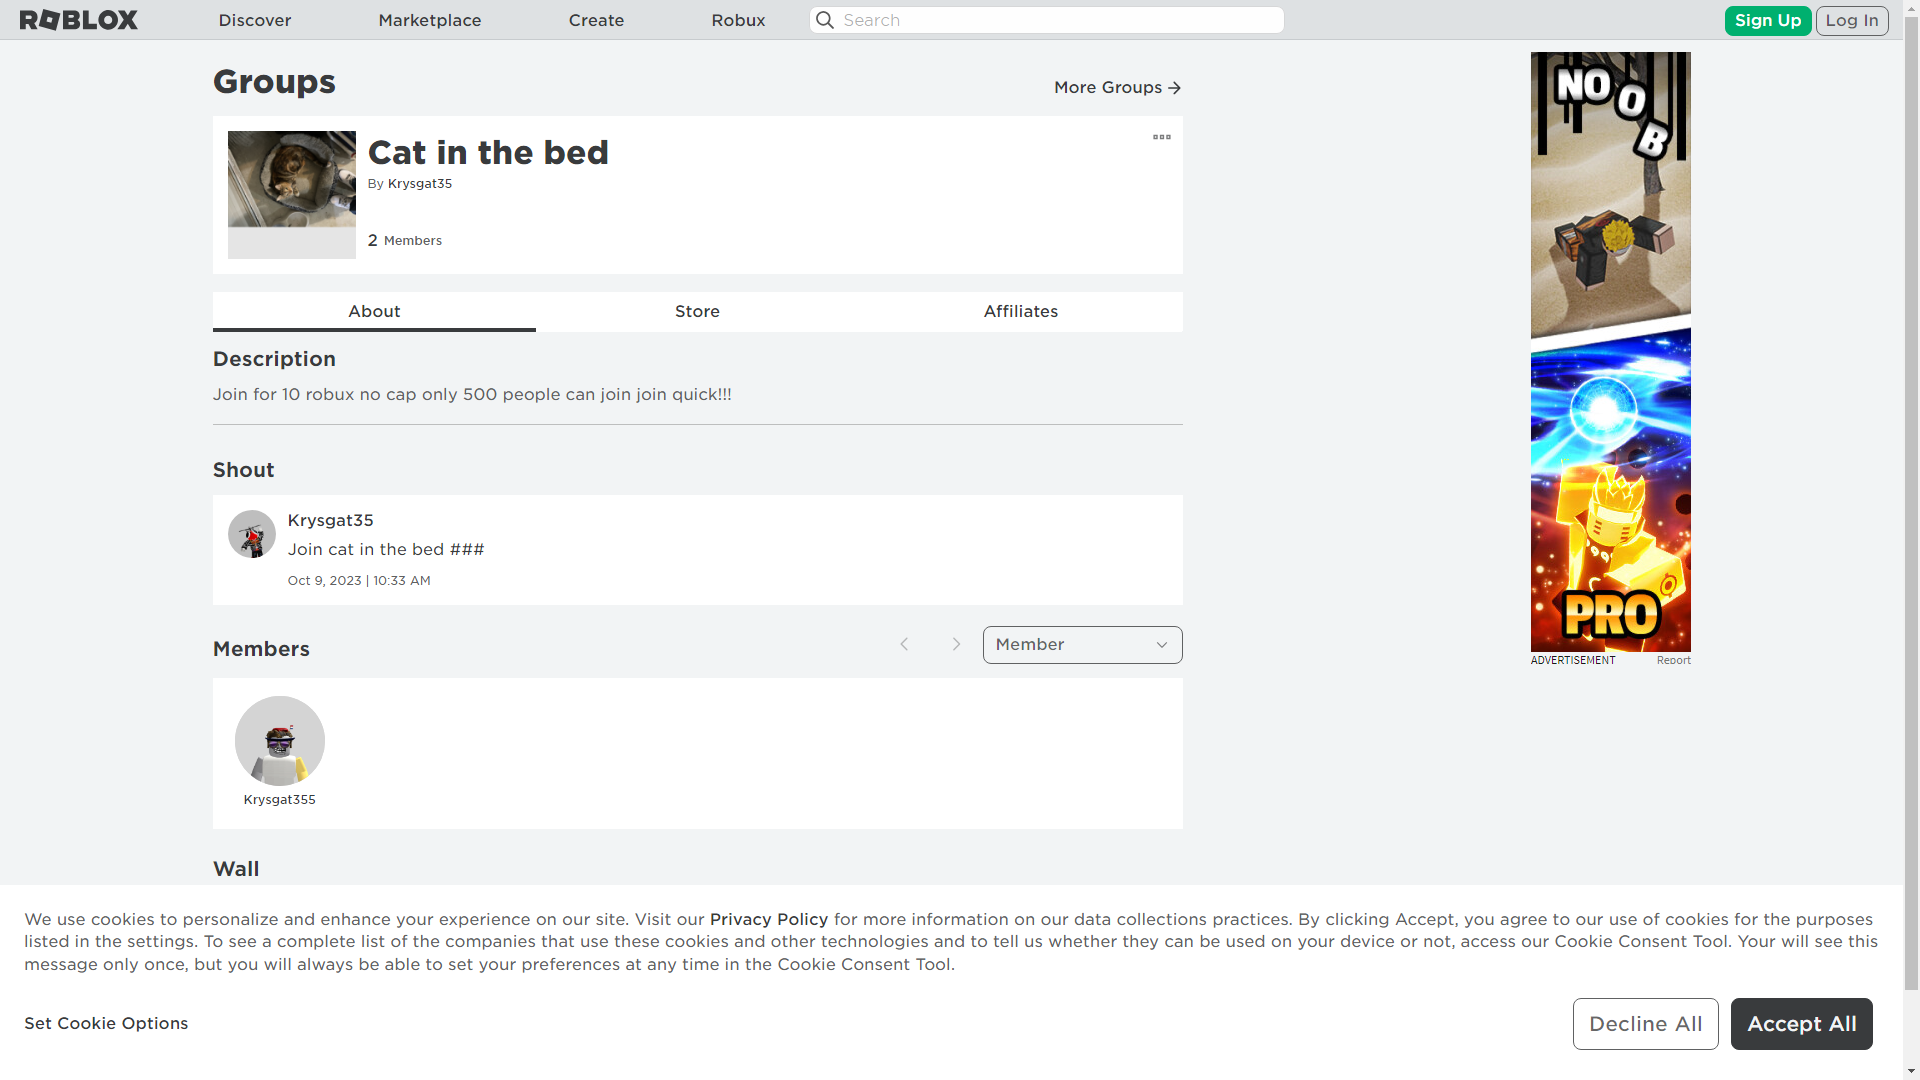 ROBLOX
Discover
Marketplace
Create
Robux
Search
Sign Up
Log In
Groups
More Groups
Cat in the bed
By Krysgat35
2 Members
About
Store
Affiliates
Description
Join for 10 robux no cap only 500 people can join join quick!!!
Shout
Krysgat35
Join cat in the bed ###
Oct 9, 2023 | 10:33 AM
Members
Member
Krysgat355
Wall
NOOB
PRO
ADVERTISEMENT
Report
We use cookies to personalize and enhance your experience on our site. Visit our Privacy Policy for more information on our data collections practices. By clicking Accept, you agree to our use of cookies for the purposes
listed in the settings. To see a complete list of the companies that use these cookies and other technologies and to tell us whether they can be used on your device or not, access our Cookie Consent Tool. Your will see this
message only once, but you will always be able to set your preferences at any time in the Cookie Consent Tool.
Set Cookie Options
Decline All
Accept All